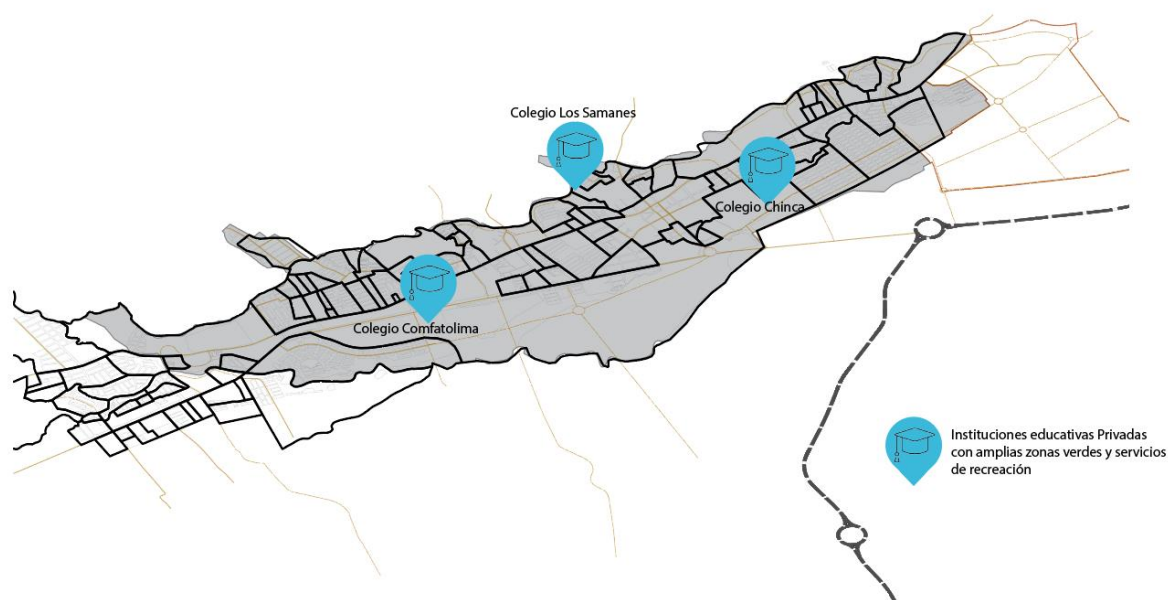 Colegio Los Samanes
Colegio Chinca
Colegio Comfatolima
Instituciones educativas Privadas
con amplias zonas verdes y servicios
de recreación